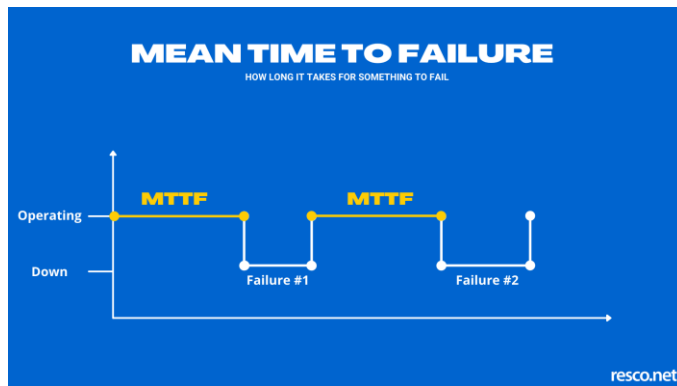 MEAN TIME TO FAILURE
HOW LONG IT TAKES FOR SOMETHING TO FAIL
MTTF
MTTF
Operating
Down
Failure #1
Failure #2
resco.net